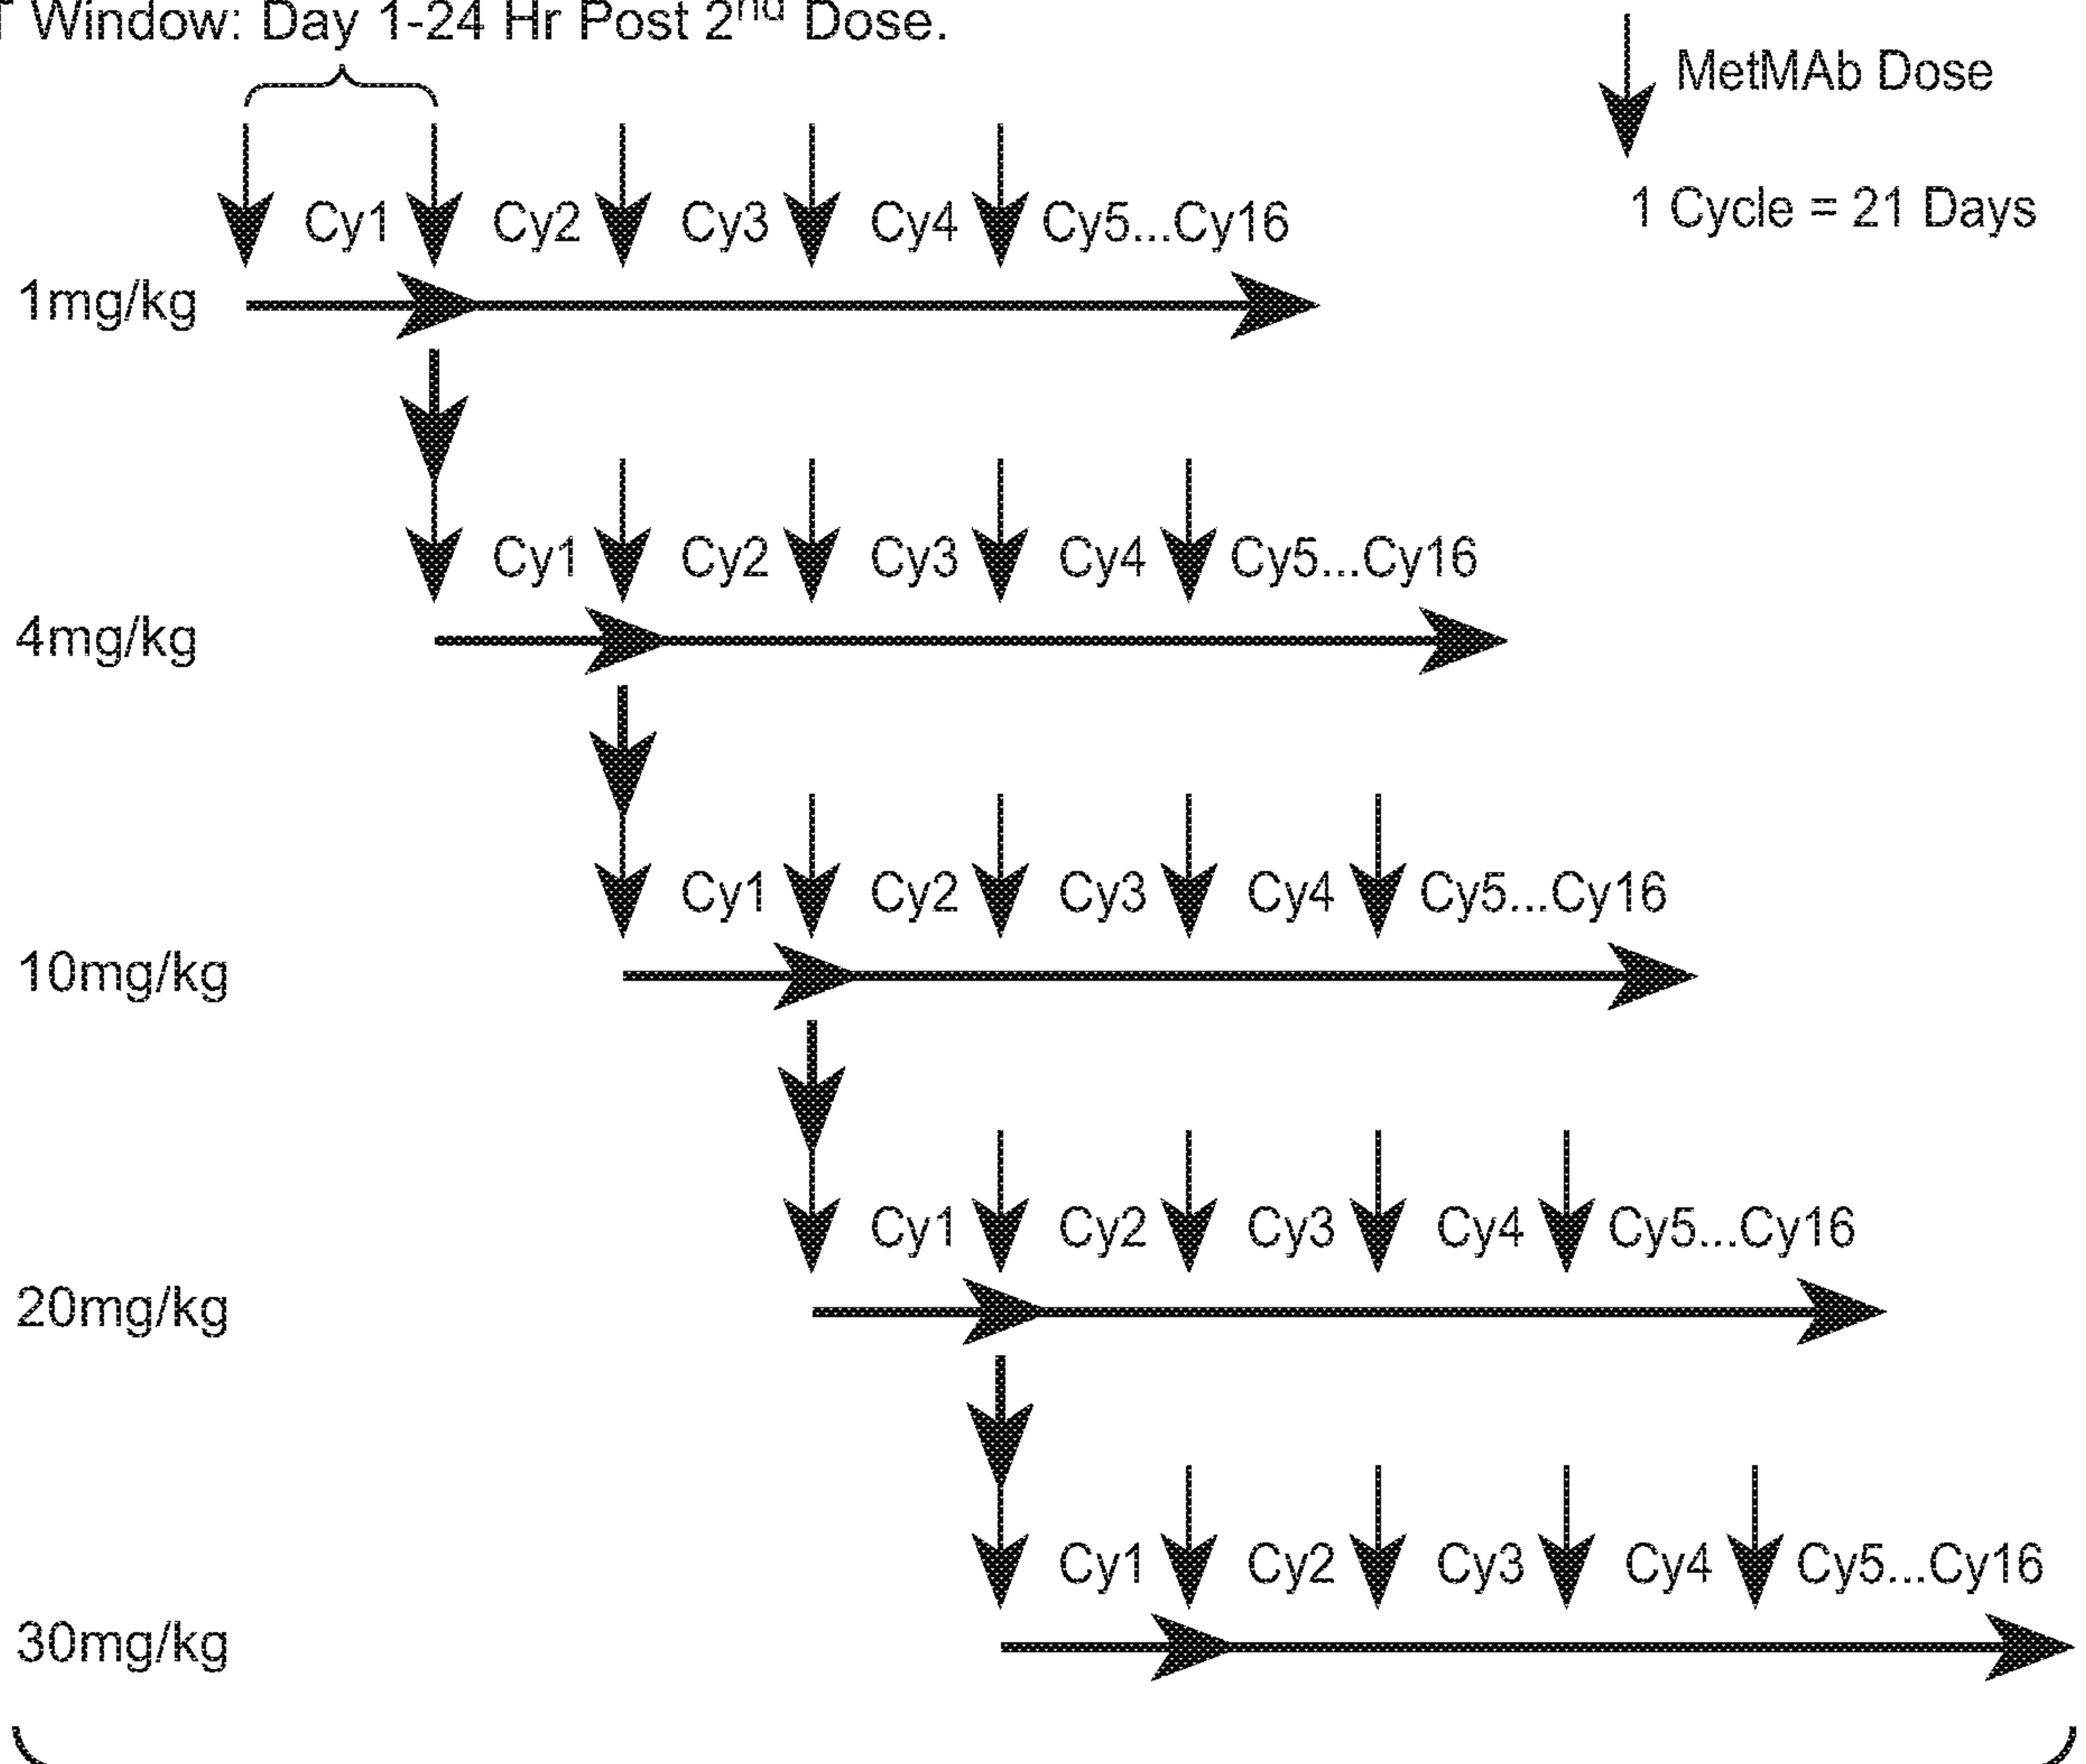 T Window: Day 1-24 Hr Post 2nd Dose.
MetMAb Dose
1 Cycle = 21 Days
Cy1 Cy2 Cy3 Cy4 Cy5...Cy16
1mg/kg
Cy1 Cy2 Cy3 Cy4 Cy5...Cy16
4mg/kg
Cy1 Cy2 Cy3 Cy4 Cy5...Cy16
10mg/kg
Cy1 Cy2 Cy3 Cy4 Cy5...Cy16
20mg/kg
Cy1 Cy2 Cy3 Cy4 Cy5...Cy16
30mg/kg